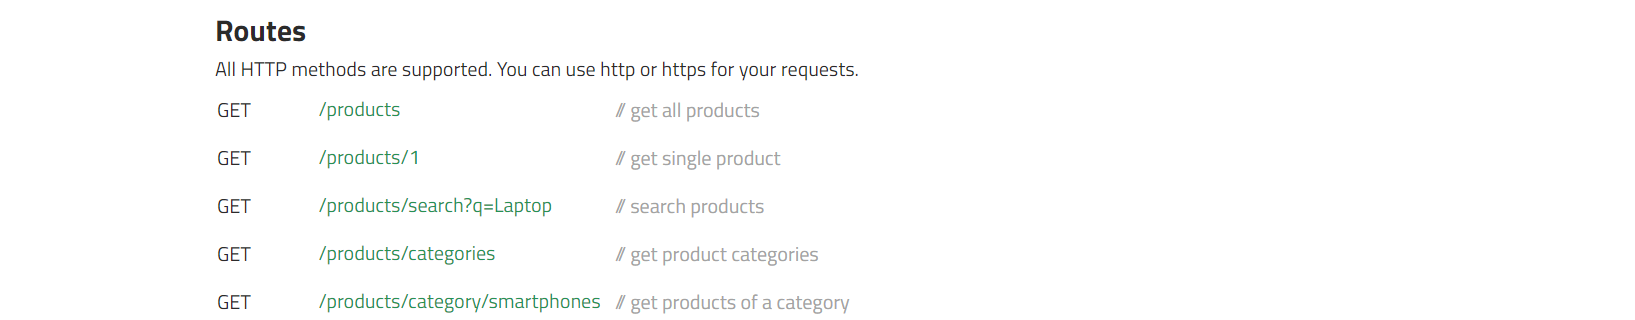 Routes
All HTTP methods are supported. You can use http or https for your requests.
GET /products // get all products
GET /products/1 // get single product
GET /products/search?q=Laptop // search products
GET /products/categories // get product categories
GET /products/category/smartphones // get products of a category